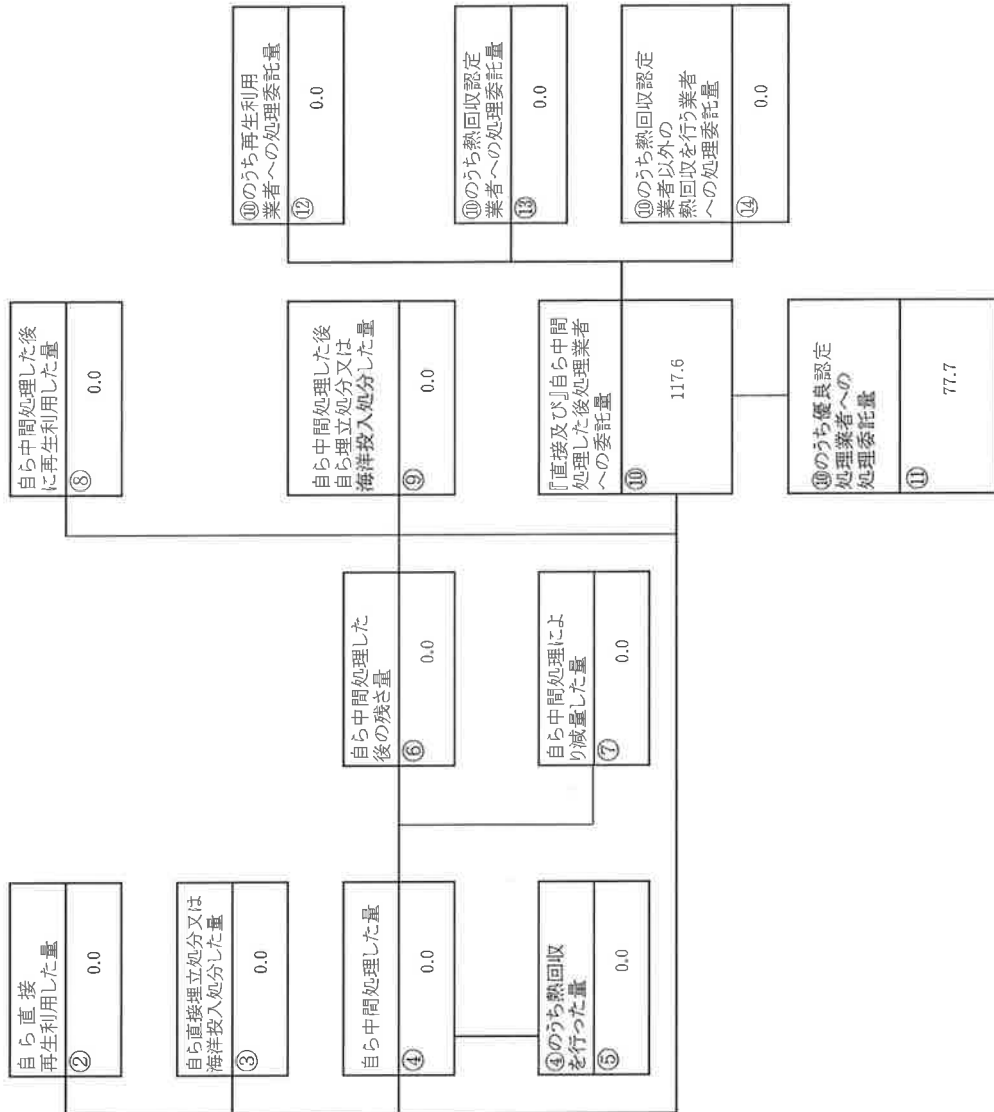 自 ら 直 接
再生利用した量
②
0.0
自ら直接埋立処分又は
海洋投入処分した量
③
0.0
自ら中間処理した量
④
0.0
④のうち熱回収
を行った量
⑤
0.0
自ら中間処理した
後の残さ量
⑥
0.0
自ら中間処理によ
り減量した量
⑦
0.0
自ら中間処理した後
に再生利用した量
⑧
0.0
自ら中間処理した後
自ら埋立処分又は
海洋投入処分した量
⑨
0.0
『直接及び』自ら中間
処理した後処理業者
への委託量
⑩
117.6
⑩のうち優良認定
処理業者への
処理委託量
⑪
77.7
⑩のうち再生利用
業者への処理委託量
⑫
0.0
⑩のうち熱回収認定
業者への処理委託量
⑬
0.0
⑩のうち熱回収認定
業者以外の
熱回収を行う業者
への処理委託量
⑭
0.0